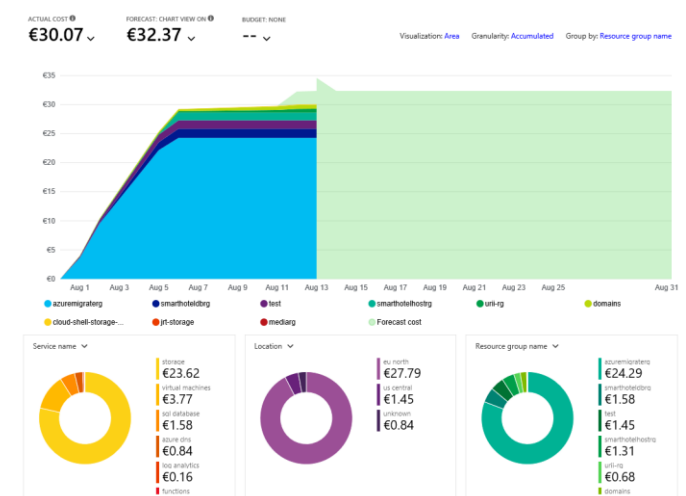 ACTUAL COST FORECAST: CHART VIEW ON BUDGET: NONE
€30.07 €32.37 --
Visualization: Area Granularity: Accumulated Group by: Resource group name
€35
€30
€25
€20
€15
€10
€5
€0
Aug 1 Aug 3 Aug 5 Aug 7 Aug 9 Aug 11 Aug 13 Aug 15 Aug 17 Aug 19 Aug 21 Aug 23 Aug 25 Aug 31
azuremigraterg smarthoteldbrg test smarthotelhostrg urii-rg domains
cloud-shell-storage-... jrt-storage mediarg Forecast cost
Service name
storage
€23.62
virtual machines
€3.77
sql database
€1.58
azure dns
€0.84
log analytics
€0.16
functions
Location
eu north
€27.79
us central
€1.45
unknown
€0.84
Resource group name
azuremigraterg
€24.29
smarthoteldbrg
€1.58
test
€1.45
smarthotelhostrg
€1.31
urii-rg
€0.68
domains